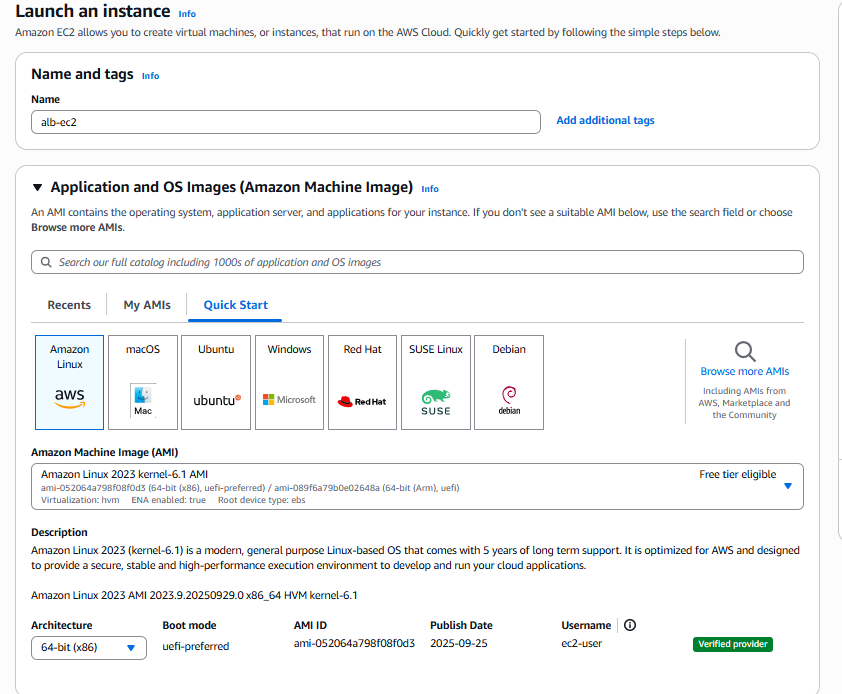 Launch an instance Info
Amazon EC2 allows you to create virtual machines, or instances, that run on the AWS Cloud. Quickly get started by following the simple steps below.
Name and tags Info
Name
alb-ec2
Add additional tags
Application and OS Images (Amazon Machine Image) Info
An AMI contains the operating system, application server, and applications for your instance. If you don't see a suitable AMI below, use the search field or choose
Browse more AMIs.
Search our full catalog including 1000s of application and OS images
Recents My AMIs Quick Start
Amazon Linux
aws
macOS
Mac
Ubuntu
ubuntu
Windows
Microsoft
Red Hat
Red Hat
SUSE Linux
SUSE
Debian
debian
Browse more AMIs
Including AMIs from
AWS, Marketplace and
the Community
Amazon Machine Image (AMI)
Amazon Linux 2023 kernel-6.1 AMI Free tier eligible
ami-052064a798f08f0d3 (64-bit (x86), uefi-preferred) / ami-089f6a79b0e02648a (64-bit (Arm), uefi)
Virtualization: hvm ENA enabled: true Root device type: ebs
Description
Amazon Linux 2023 (kernel-6.1) is a modern, general purpose Linux-based OS that comes with 5 years of long term support. It is optimized for AWS and designed
to provide a secure, stable and high-performance execution environment to develop and run your cloud applications.
Amazon Linux 2023 AMI 2023.9.20250929.0 x86_64 HVM kernel-6.1
Architecture Boot mode AMI ID Publish Date Username
64-bit (x86) uefi-preferred ami-052064a798f08f0d3 2025-09-25 ec2-user Verified provider